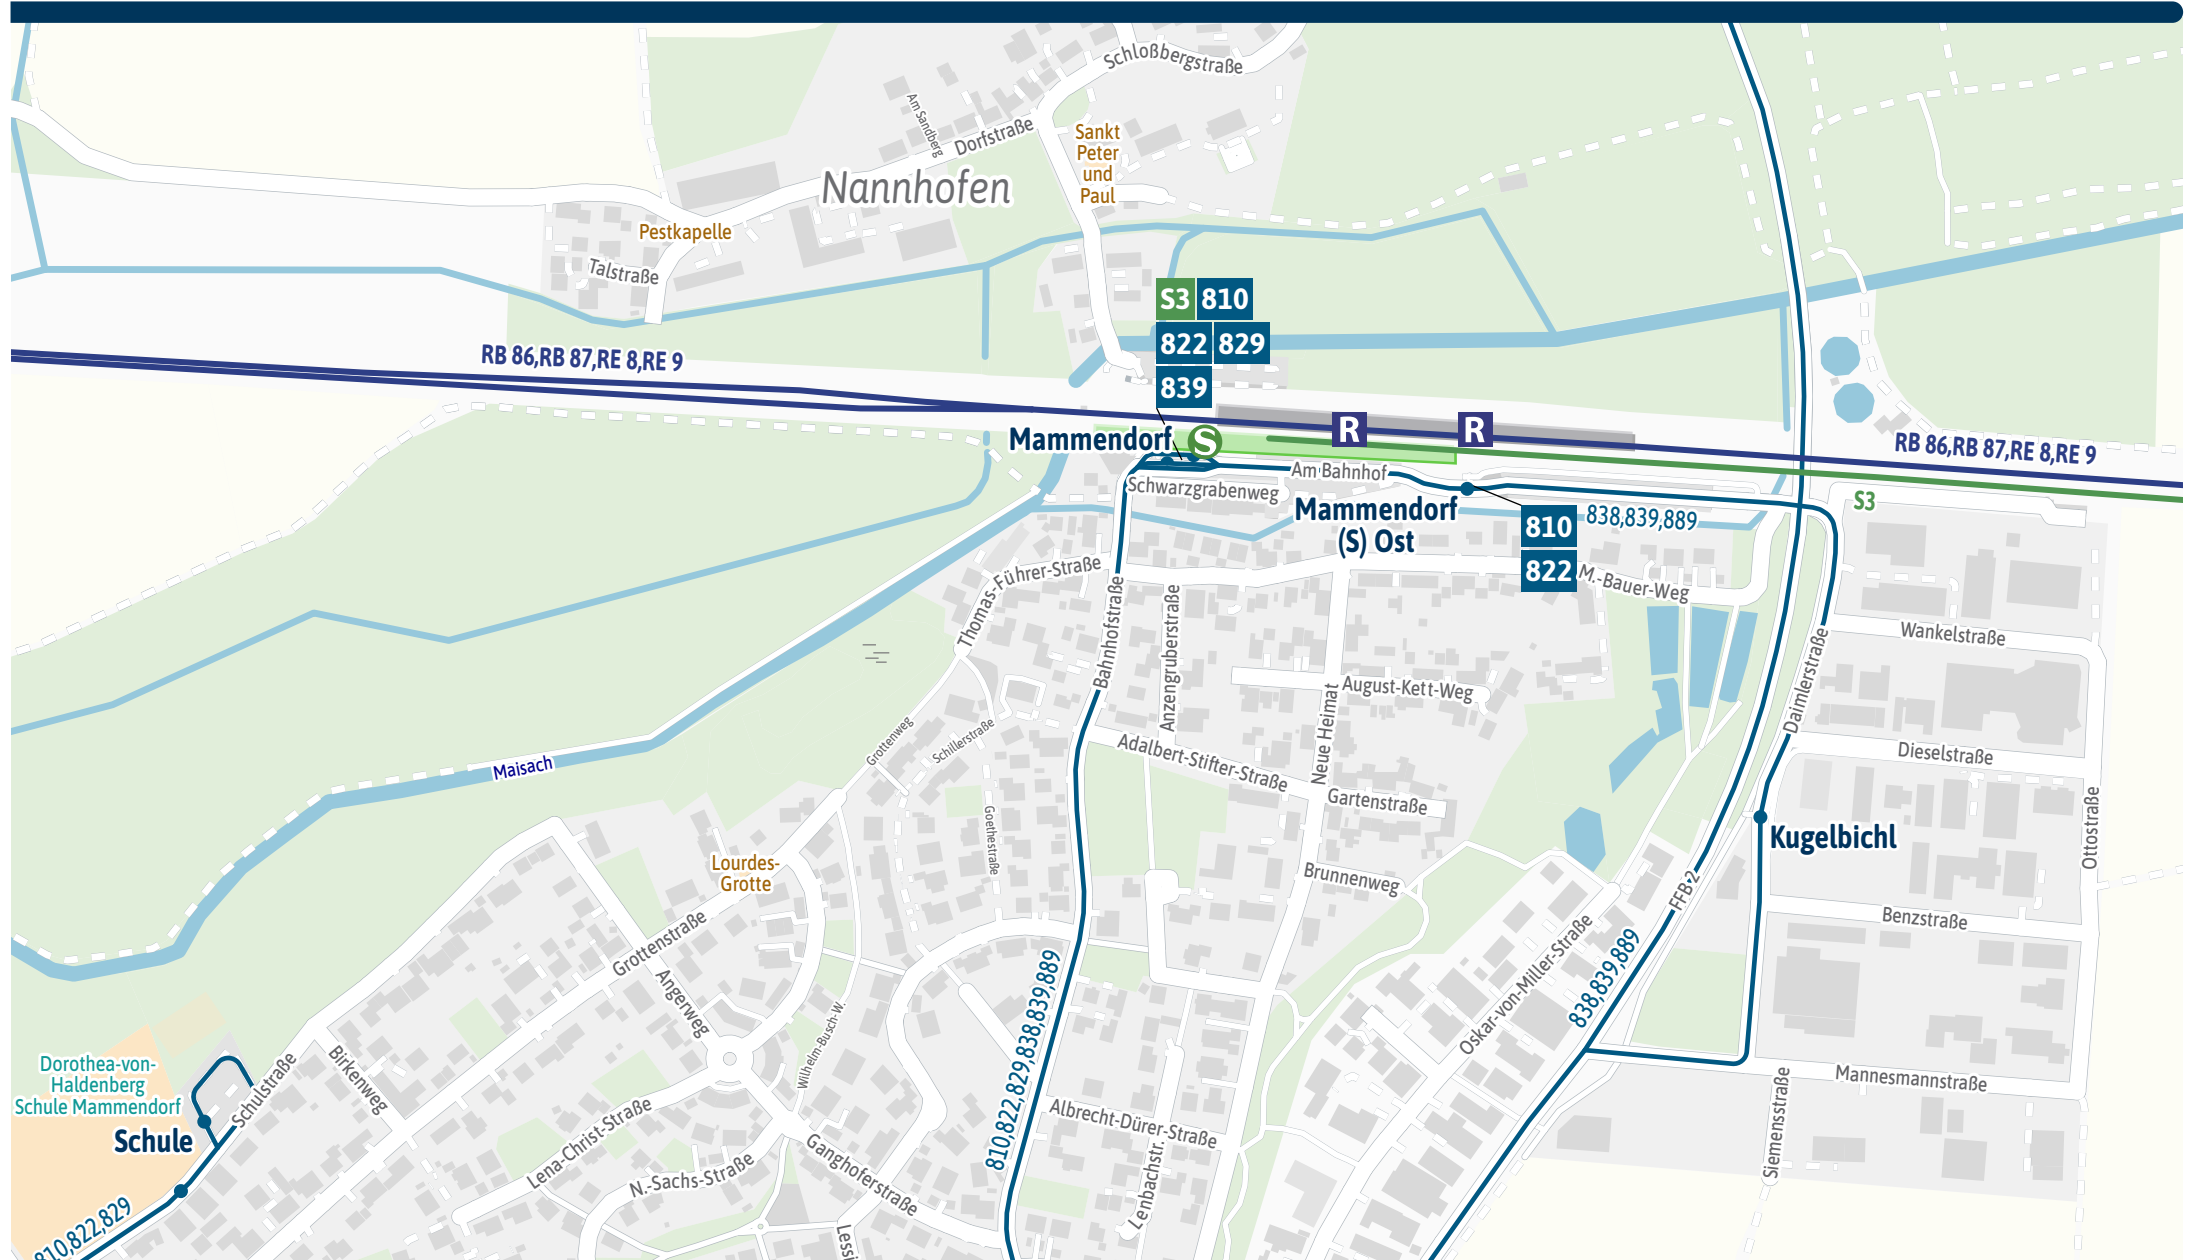 Schloßbergstraße
Am Sandberg
Dorfstraße
Sankt
Peter
und
Paul
Nannhofen
Pestkapelle
Talstraße
S3 810
822 829
839
RB 86,RB 87,RE 8,RE 9
Mammendorf S
R
R
RB 86,RB 87,RE 8,RE 9
Am Bahnhof
Schwarzgrabenweg
S3
Mammendorf
(S) Ost
810
822
838,839,889
M.-Bauer-Weg
Thomas-Führer-Straße
Bahnhofstraße
Anzengruberstraße
Wankelstraße
August-Kett-Weg
Neue Heimat
Daimlerstraße
Grottenweg
Schillerstraße
Adalbert-Stifter-Straße
Dieselstraße
Maisach
Gartenstraße
Goethestraße
Ottostraße
Kugelbichl
Lourdes-
Grotte
Brunnenweg
FFB 2
Benzstraße
Grottenstraße
Angerweg
Oskar-von-Miller-Straße
838,839,889
810,822,829,838,839,889
Wilhelm-Busch-W.
Dorothea-von-
Haldenberg
Schule Mammendorf
Schule
Schulstraße
Birkenweg
Mannesmannstraße
Siemensstraße
Albrecht-Dürer-Straße
Lena-Christ-Straße
N.-Sachs-Straße
Ganghoferstraße
Lenbachstr.
Lessi
810,822,829